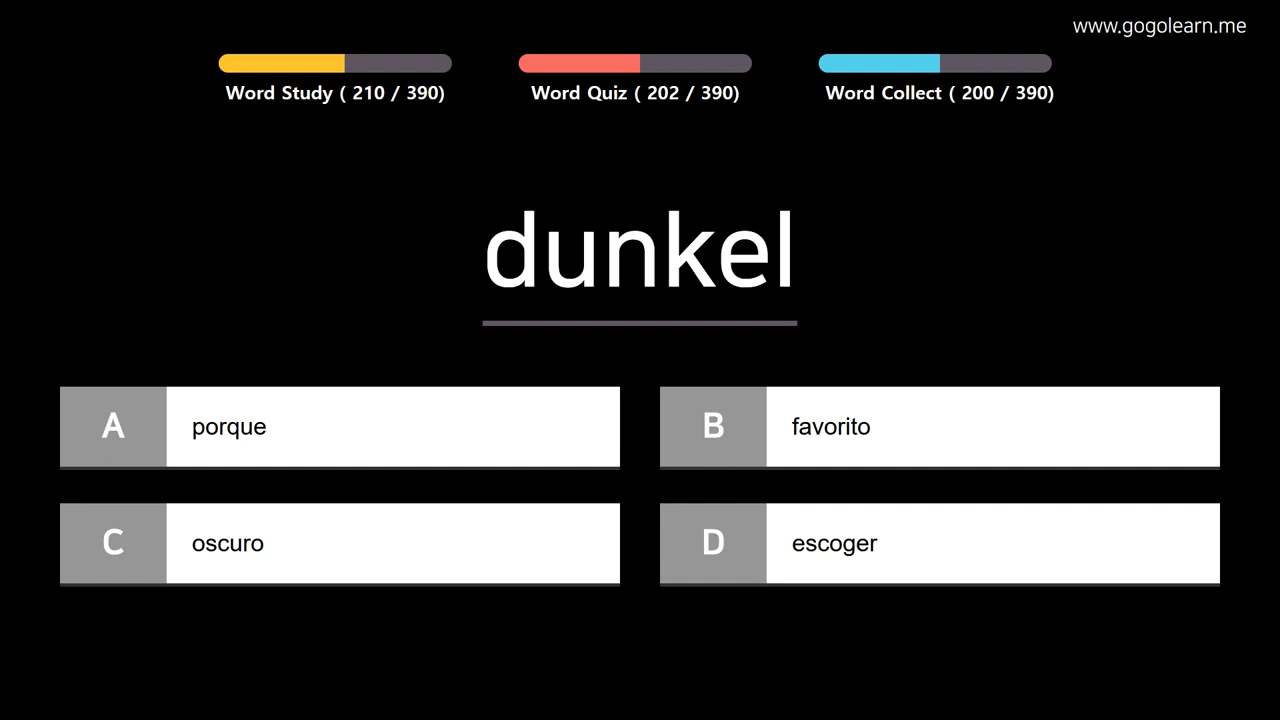 www.gogolearn.me
Word Study ( 210 / 390)
Word Quiz ( 202 / 390)
Word Collect ( 200 / 390)
dunkel
A porque
B favorito
C oscuro
D escoger